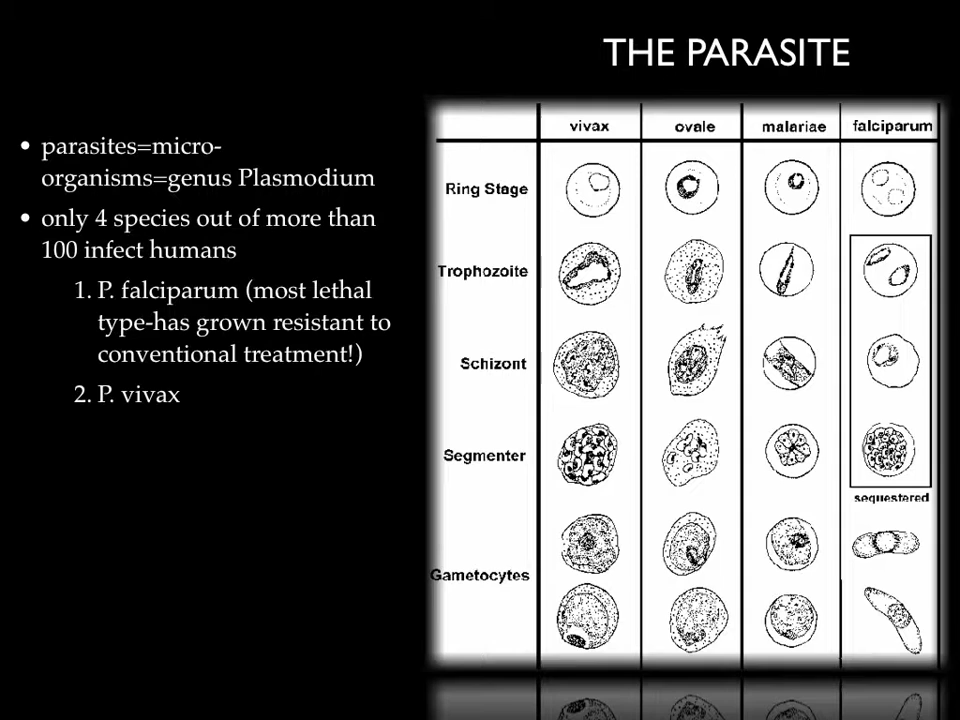 THE PARASITE
• parasites=micro-
organisms=genus Plasmodium
• only 4 species out of more than
100 infect humans
1. P. falciparum (most lethal
type-has grown resistant to
conventional treatment!)
2. P. vivax
vivax ovale malariae falciparum
Ring Stage
Trophozoite
Schizont
Segmenter
sequestered
Gametocytes